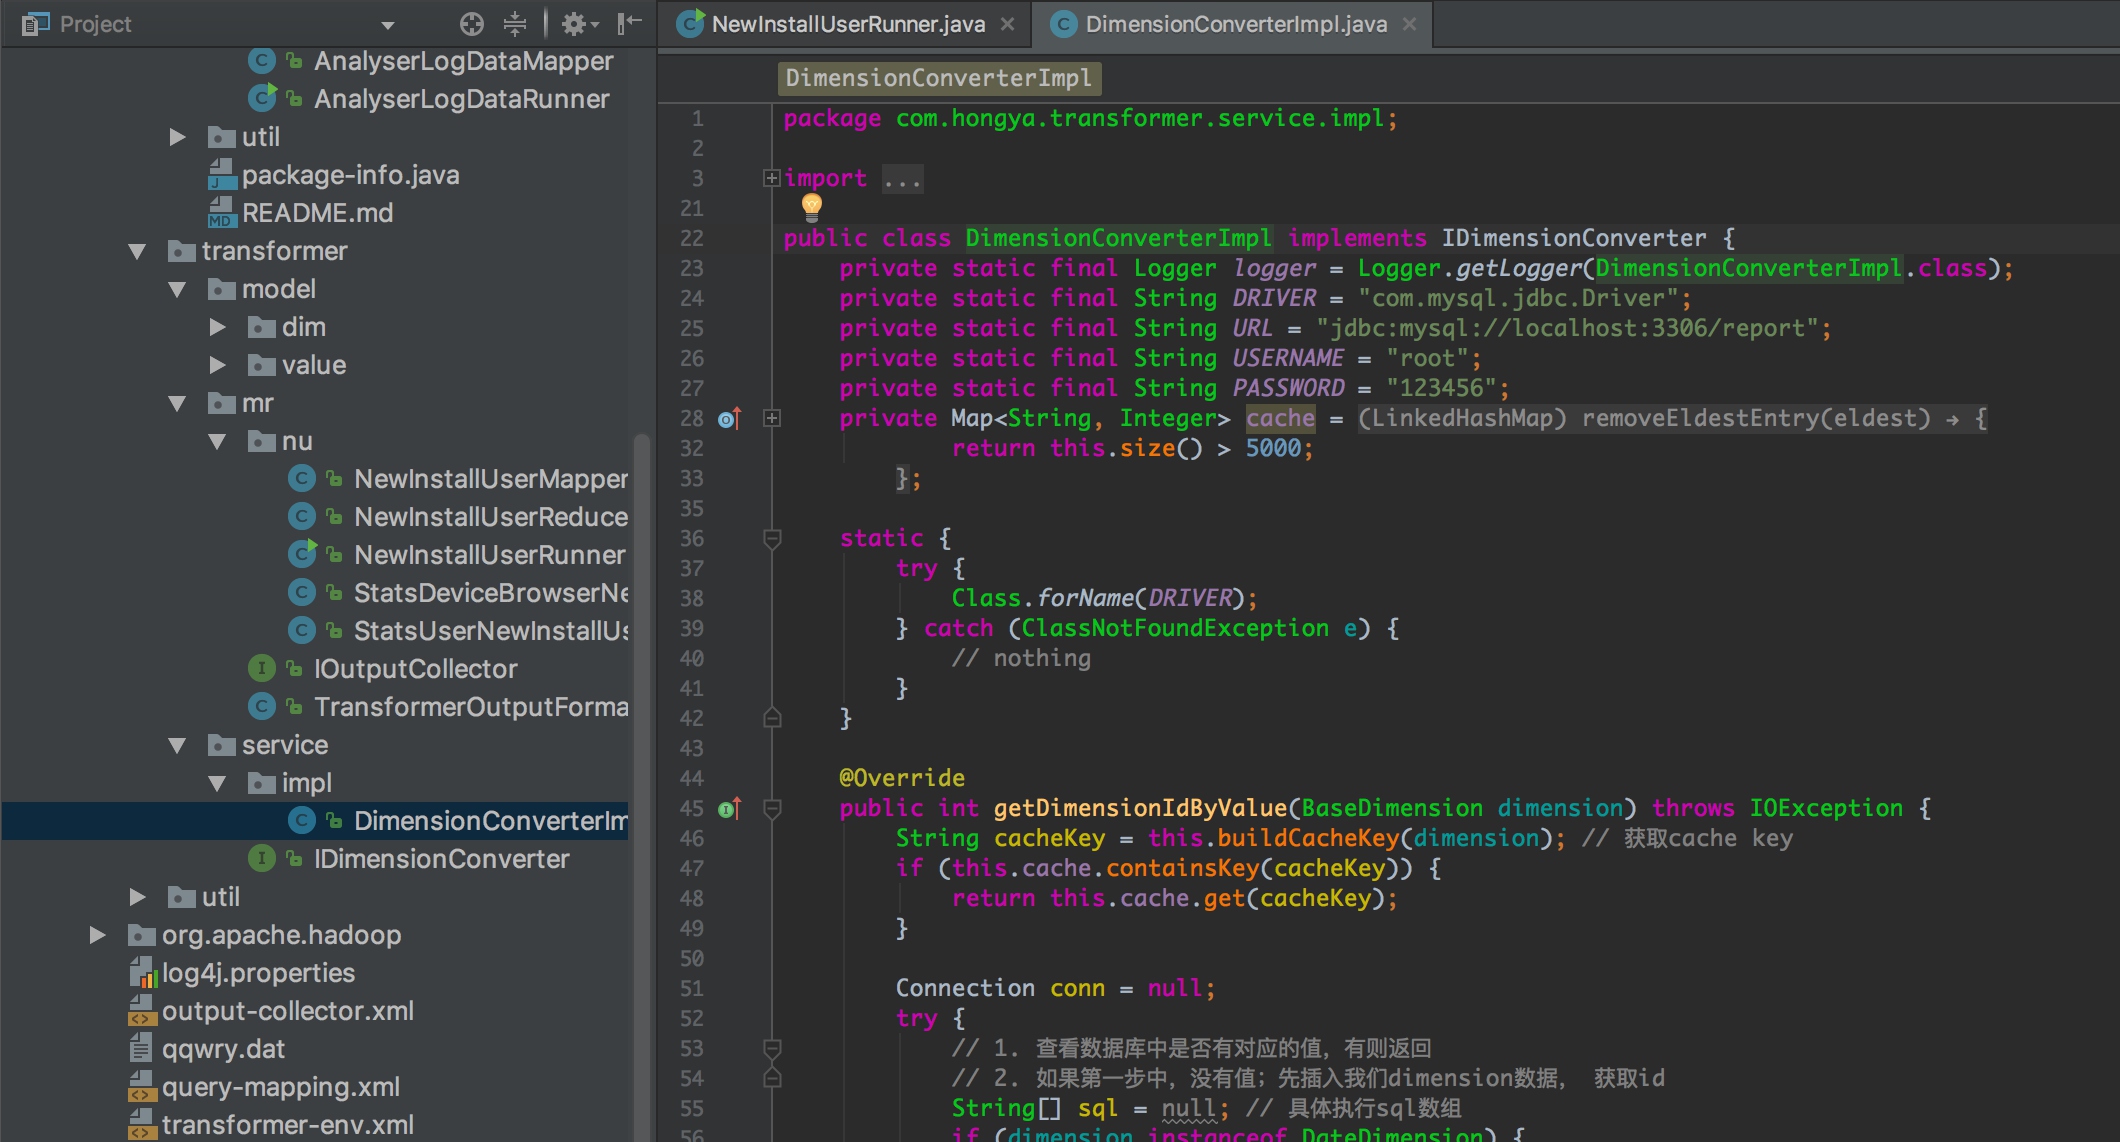 Project
AnalyserLogDataMapper
AnalyserLogDataRunner
util
package-info.java
README.md
transformer
model
dim
value
mr
nu
NewInstallUserMapper
NewInstallUserReduce
NewInstallUserRunner
StatsDeviceBrowserNe
StatsUserNewInstallUs
IOutputCollector
TransformerOutputForma
service
impl
DimensionConverterIm
IDimensionConverter
util
org.apache.hadoop
log4j.properties
output-collector.xml
qqwry.dat
query-mapping.xml
transformer-env.xml
NewInstallUserRunner.java
DimensionConverterImpl.java
DimensionConverterImpl
1 package com.hongya.transformer.service.impl;
2
3 import ...
21
22 public class DimensionConverterImpl implements IDimensionConverter {
23 private static final Logger logger = Logger.getLogger(DimensionConverterImpl.class);
24 private static final String DRIVER = "com.mysql.jdbc.Driver";
25 private static final String URL = "jdbc:mysql://localhost:3306/report";
26 private static final String USERNAME = "root";
27 private static final String PASSWORD = "123456";
28 private Map<String, Integer> cache = (LinkedHashMap) removeEldestEntry(eldest) → {
32 return this.size() > 5000;
33 };
35
36 static {
37 try {
38 Class.forName(DRIVER);
39 } catch (ClassNotFoundException e) {
40 // nothing
41 }
42 }
43
44 @Override
45 public int getDimensionIdByValue(BaseDimension dimension) throws IOException {
46 String cacheKey = this.buildCacheKey(dimension); // 获取cache key
47 if (this.cache.containsKey(cacheKey)) {
48 return this.cache.get(cacheKey);
49 }
50
51 Connection conn = null;
52 try {
53 // 1. 查看数据库中是否有对应的值，有则返回
54 // 2. 如果第一步中，没有值；先插入我们dimension数据， 获取id
55 String[] sql = null; // 具体执行sql数组
56 if (dimension instanceof DateDimension) {